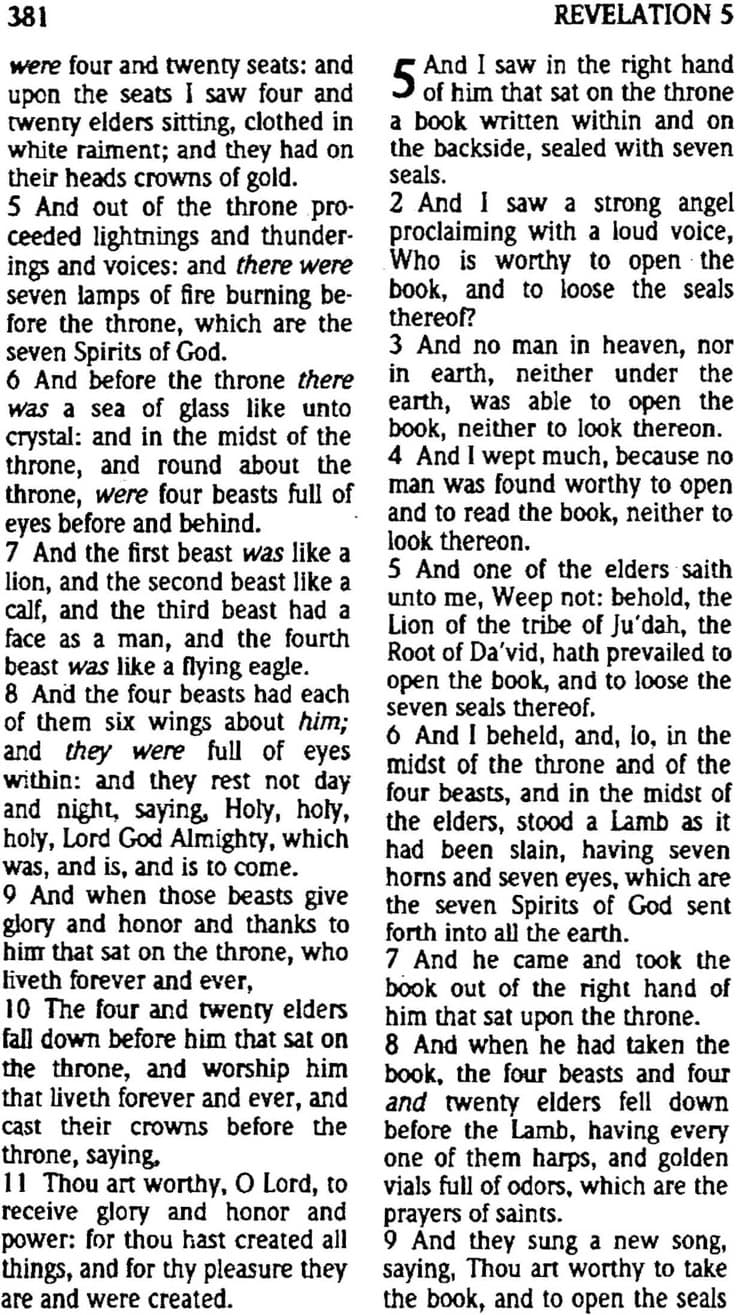 381
REVELATION 5
were four and twenty seats: and
upon the seats I saw four and
twenty elders sitting, clothed in
white raiment; and they had on
their heads crowns of gold.
5 And out of the throne pro-
ceeded lightnings and thunder-
ings and voices: and there were
seven lamps of fire burning be-
fore the throne, which are the
seven Spirits of God.
6 And before the throne there
was a sea of glass like unto
crystal: and in the midst of the
throne, and round about the
throne, were four beasts full of
eyes before and behind.
7 And the first beast was like a
lion, and the second beast like a
calf, and the third beast had a
face as a man, and the fourth
beast was like a flying eagle.
8 And the four beasts had each
of them six wings about him;
and they were full of eyes
within: and they rest not day
and night, saying, Holy, holy,
holy, Lord God Almighty, which
was, and is, and is to come.
9 And when those beasts give
glory and honor and thanks to
him that sat on the throne, who
liveth forever and ever,
10 The four and twenty elders
fall down before him that sat on
the throne, and worship him
that liveth forever and ever, and
cast their crowns before the
throne, saying,
11 Thou art worthy, O Lord, to
receive glory and honor and
power: for thou hast created all
things, and for thy pleasure they
are and were created.
5 And I saw in the right hand
of him that sat on the throne
a book written within and on
the backside, sealed with seven
seals.
2 And I saw a strong angel
proclaiming with a loud voice,
Who is worthy to open the
book, and to loose the seals
thereof?
3 And no man in heaven, nor
in earth, neither under the
earth, was able to open the
book, neither to look thereon.
4 And I wept much, because no
man was found worthy to open
and to read the book, neither to
look thereon.
5 And one of the elders saith
unto me, Weep not: behold, the
Lion of the tribe of Ju'dah, the
Root of Da'vid, hath prevailed to
open the book, and to loose the
seven seals thereof.
6 And I beheld, and, lo, in the
midst of the throne and of the
four beasts, and in the midst of
the elders, stood a Lamb as it
had been slain, having seven
horns and seven eyes, which are
the seven Spirits of God sent
forth into all the earth.
7 And he came and took the
book out of the right hand of
him that sat upon the throne.
8 And when he had taken the
book, the four beasts and four
and twenty elders fell down
before the Lamb, having every
one of them harps, and golden
vials full of odors, which are the
prayers of saints.
9 And they sung a new song,
saying, Thou art worthy to take
the book, and to open the seals